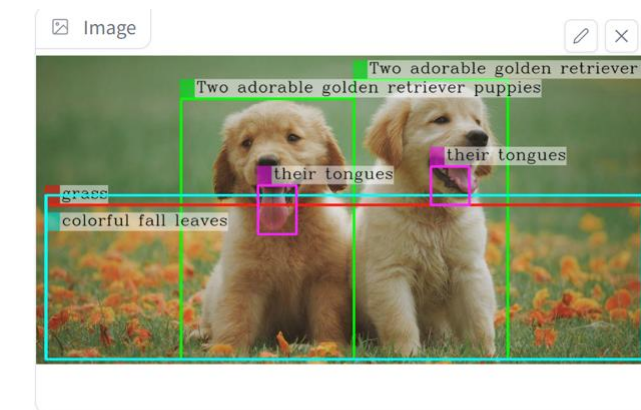 Image
Two adorable golden retriever
Two adorable golden retriever puppies
their tongues
their tongues
grass
colorful fall leaves